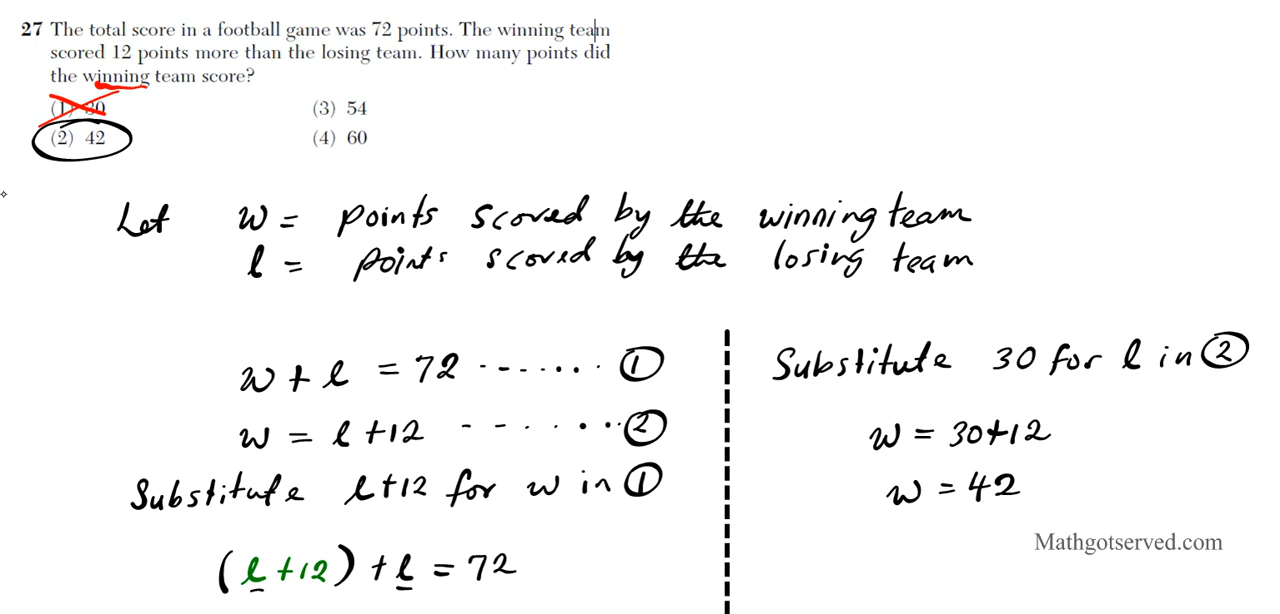 27 The total score in a football game was 72 points. The winning team
scored 12 points more than the losing team. How many points did
the winning team score?
(1) 30
(3) 54
(2) 42
(4) 60
Let w = points scored by the winning team
l = points scored by the losing team
w + l = 72 ....... ①
w = l + 12 ....... ②
Substitute l+12 for w in ①
(l + 12) + l = 72
Substitute 30 for l in ②
w = 30+12
w = 42
Mathgotserved.com